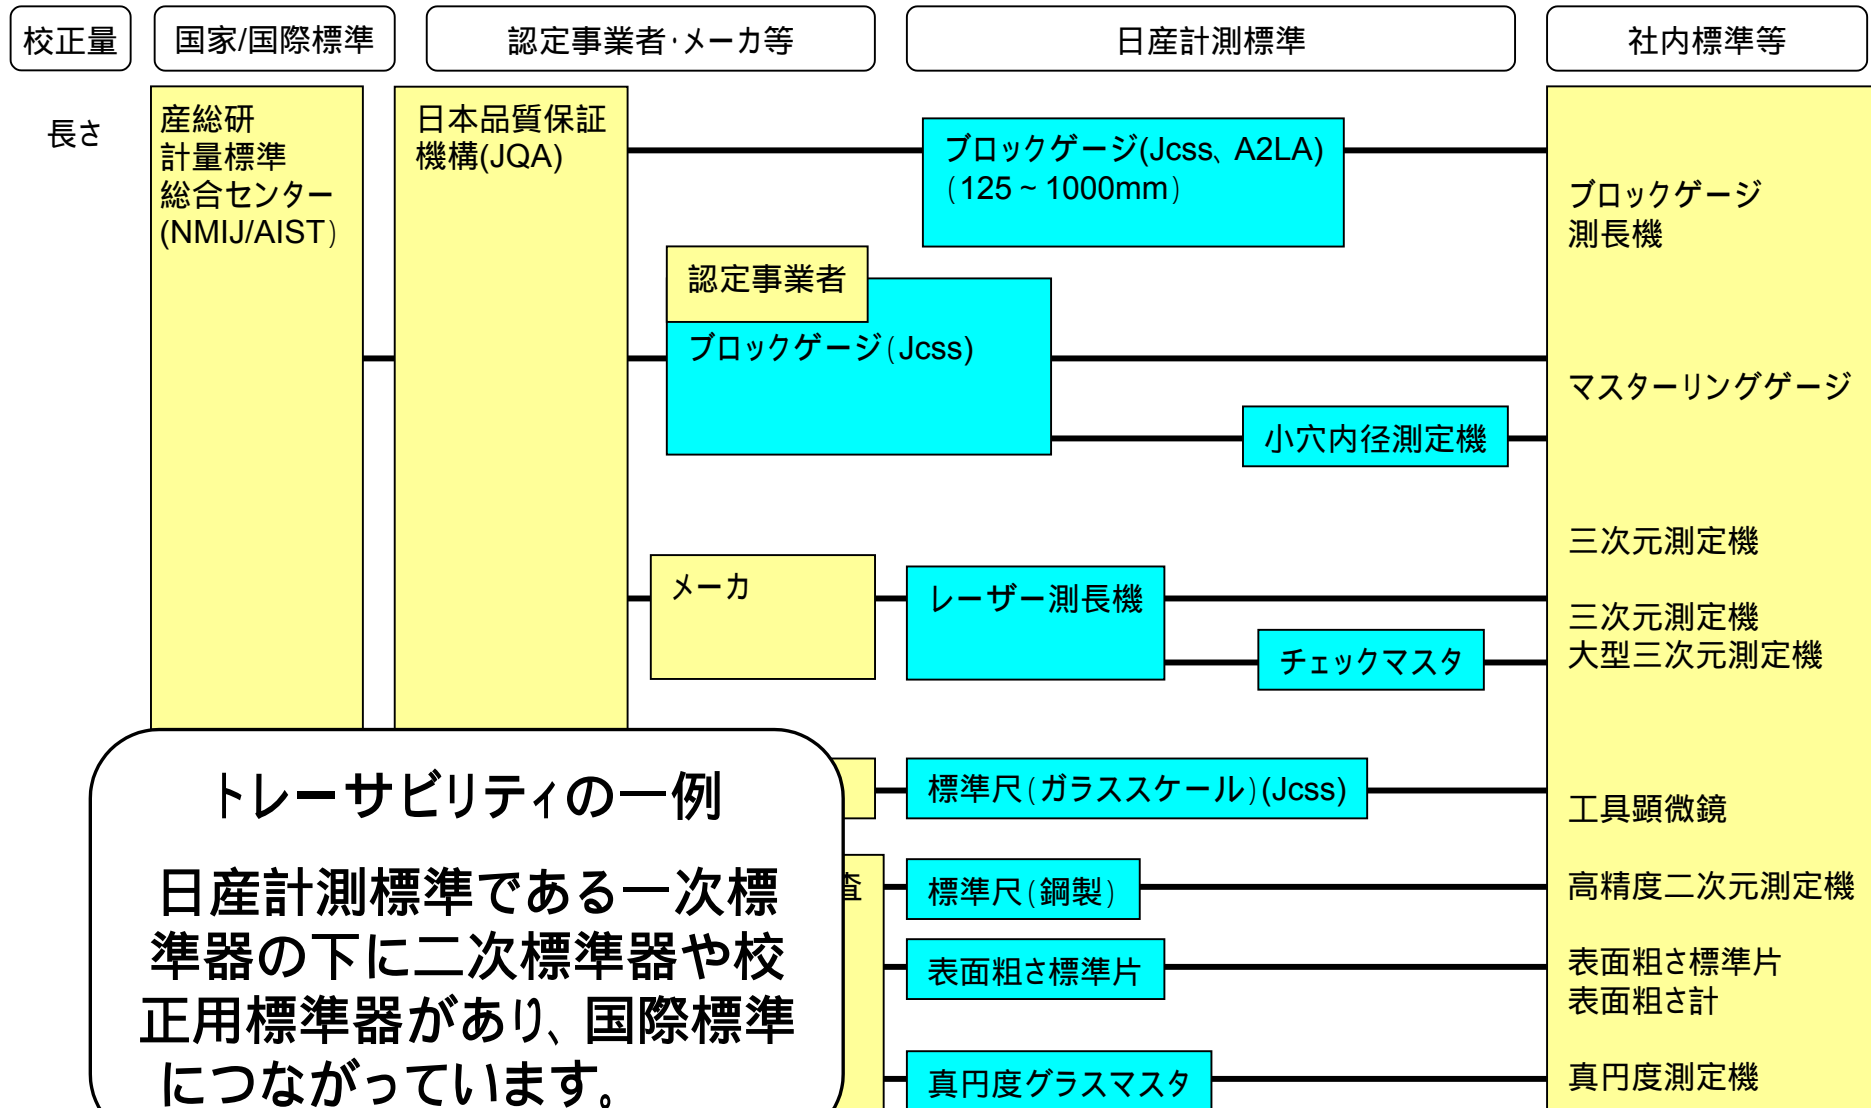 校正量
国家/国際標準
認定事業者・メーカ等
日産計測標準
社内標準等
長さ
産総研
計量標準
総合センター
(NMIJ/AIST)
日本品質保証
機構(JQA)
ブロックゲージ(Jcss、A2LA)
(125~1000mm)
認定事業者
ブロックゲージ(Jcss)
小穴内径測定機
メーカ
レーザー測長機
チェックマスタ
標準尺(ガラススケール)(Jcss)
査
標準尺(鋼製)
表面粗さ標準片
真円度グラスマスタ
ブロックゲージ
測長機
マスターリングゲージ
三次元測定機
三次元測定機
大型三次元測定機
工具顕微鏡
高精度二次元測定機
表面粗さ標準片
表面粗さ計
真円度測定機
トレーサビリティの一例
日産計測標準である一次標
準器の下に二次標準器や校
正用標準器があり、国際標準
につながっています。